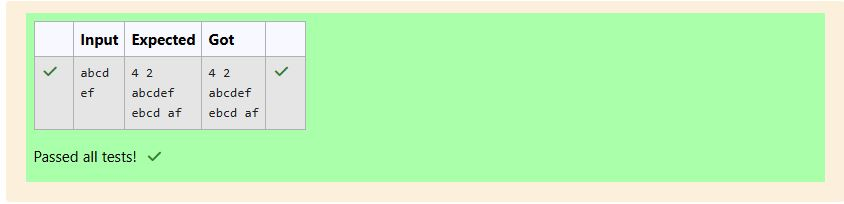 Input Expected Got
abcd 4 2 4 2
ef abcdef abcdef
ebcd af ebcd af
Passed all tests!